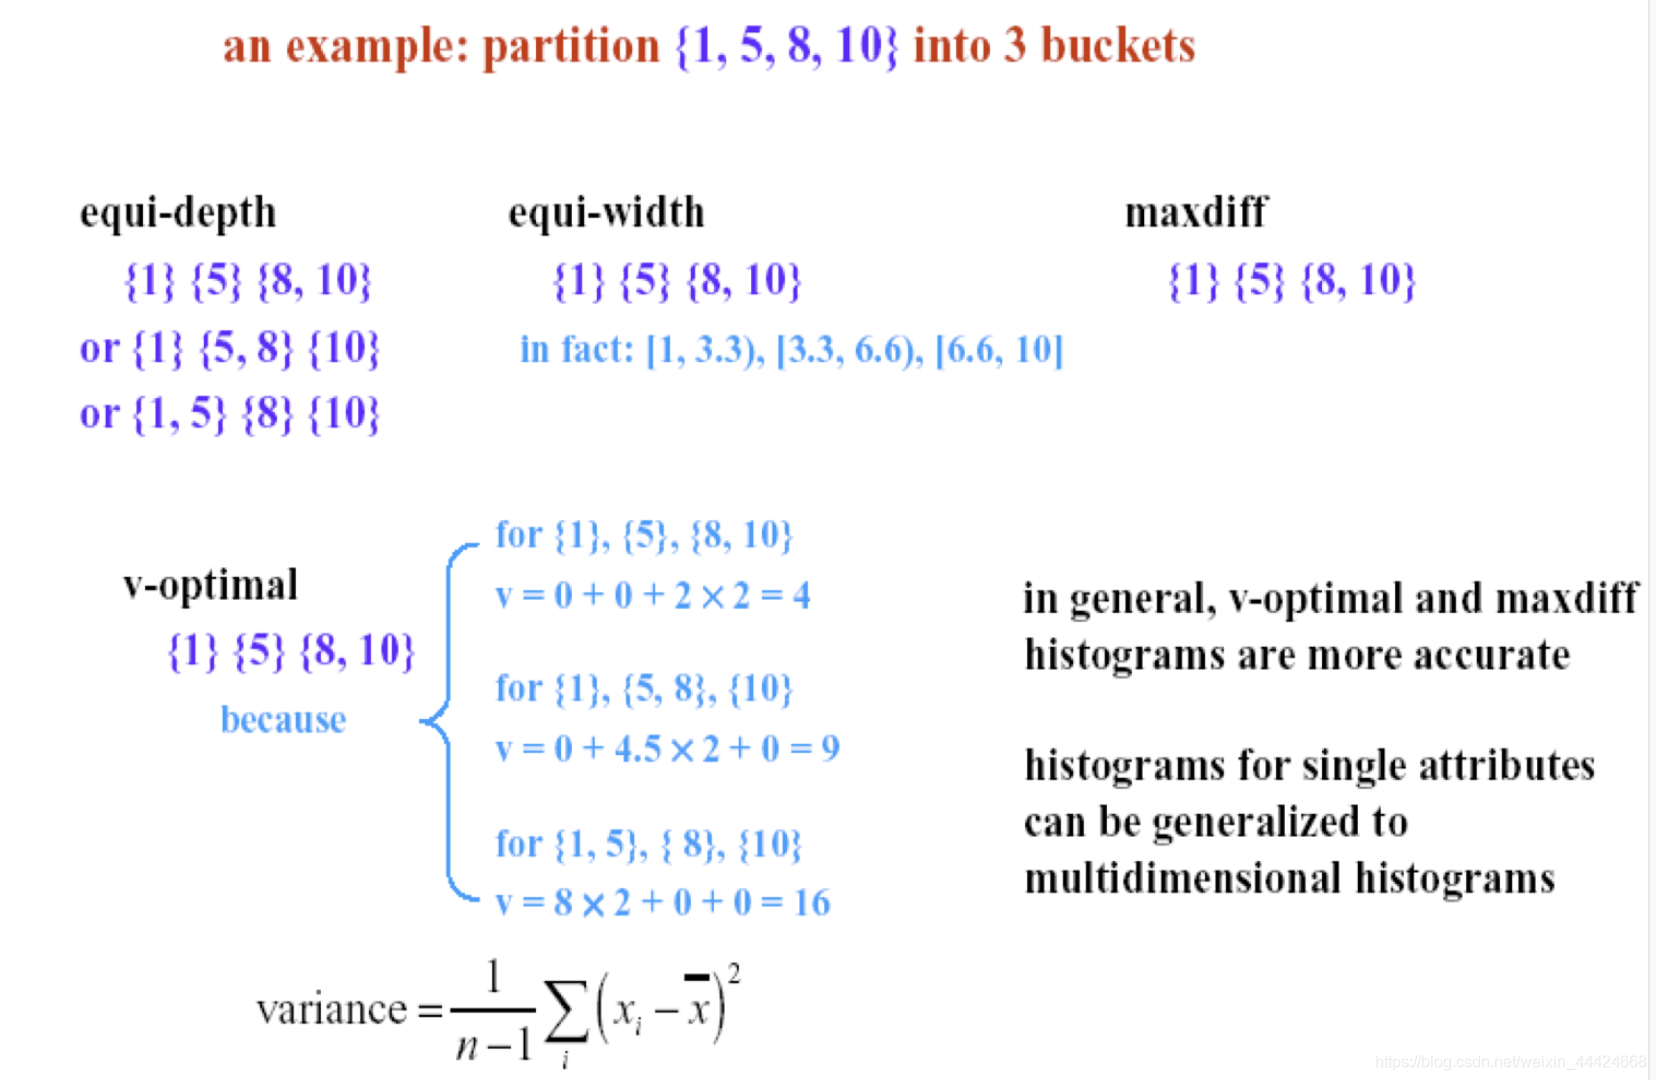 an example: partition {1, 5, 8, 10} into 3 buckets
equi-depth
{1} {5} {8, 10}
or {1} {5, 8} {10}
or {1, 5} {8} {10}
equi-width
{1} {5} {8, 10}
in fact: [1, 3.3), [3.3, 6.6), [6.6, 10]
maxdiff
{1} {5} {8, 10}
v-optimal
{1} {5} {8, 10}
because
for {1}, {5}, {8, 10}
v = 0 + 0 + 2 × 2 = 4
for {1}, {5, 8}, {10}
v = 0 + 4.5 × 2 + 0 = 9
for {1, 5}, { 8}, {10}
v = 8 × 2 + 0 + 0 = 16
in general, v-optimal and maxdiff
histograms are more accurate
histograms for single attributes
can be generalized to
multidimensional histograms
variance = 1/(n−1) ∑_i (x_i − x̄)²
https://blog.csdn.net/weixin_44424668